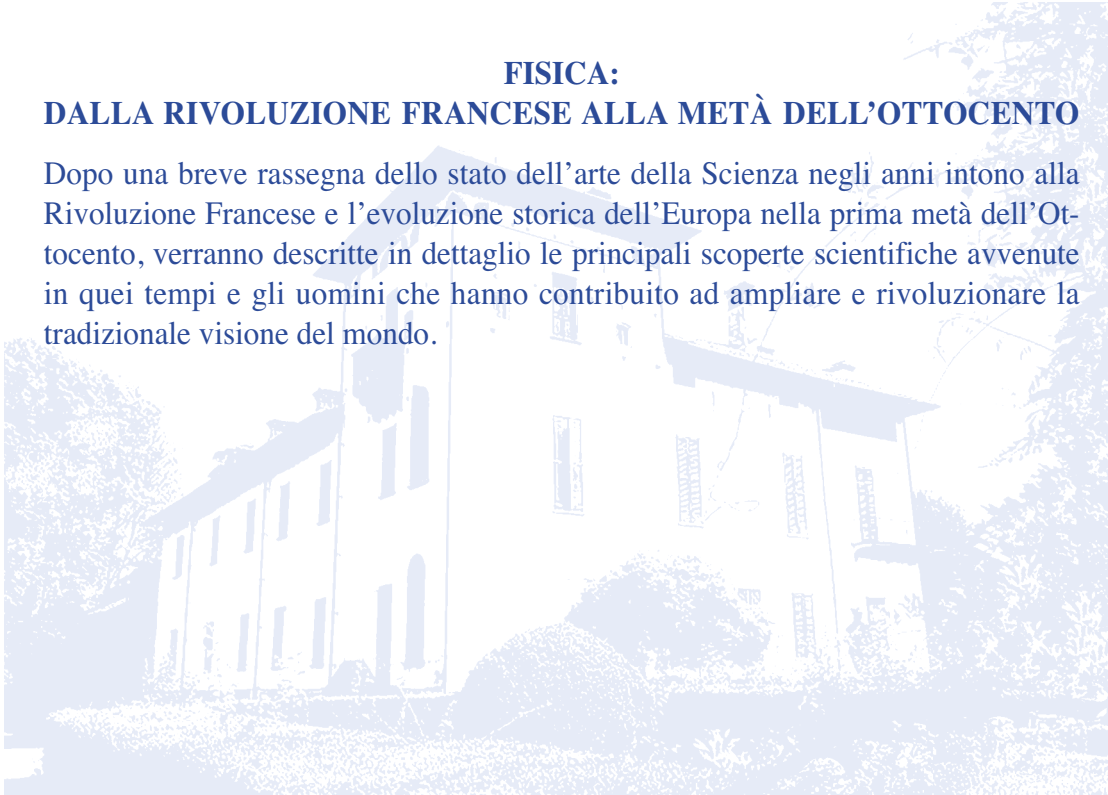 FISICA:
DALLA RIVOLUZIONE FRANCESE ALLA METÀ DELL’OTTOCENTO
Dopo una breve rassegna dello stato dell’arte della Scienza negli anni intono alla
Rivoluzione Francese e l’evoluzione storica dell’Europa nella prima metà dell’Ot-
tocento, verranno descritte in dettaglio le principali scoperte scientifiche avvenute
in quei tempi e gli uomini che hanno contribuito ad ampliare e rivoluzionare la
tradizionale visione del mondo.